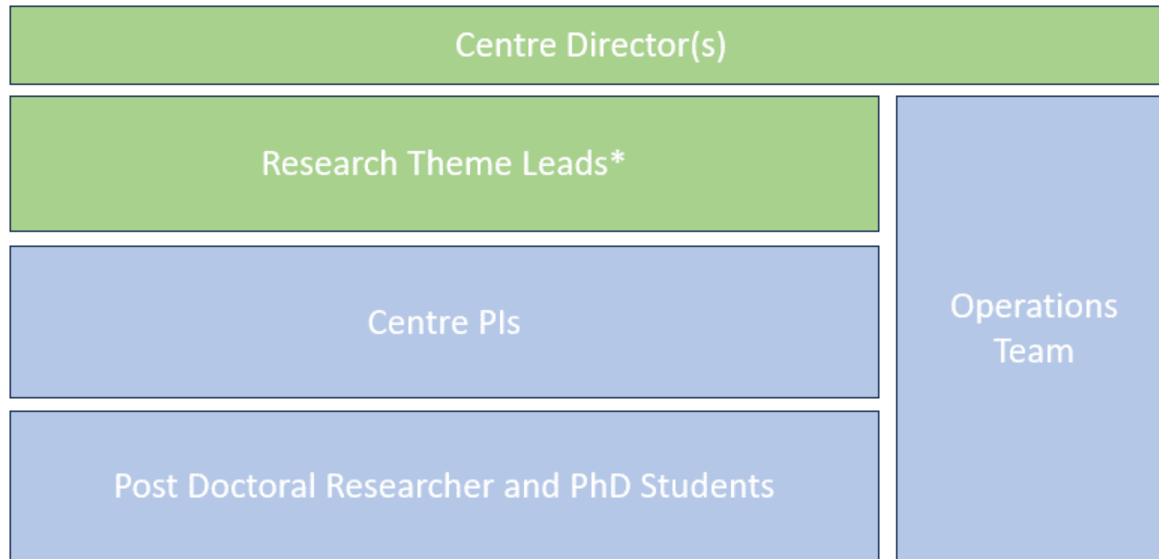 Centre Director(s)
Research Theme Leads*
Centre PIs
Operations
Team
Post Doctoral Researcher and PhD Students